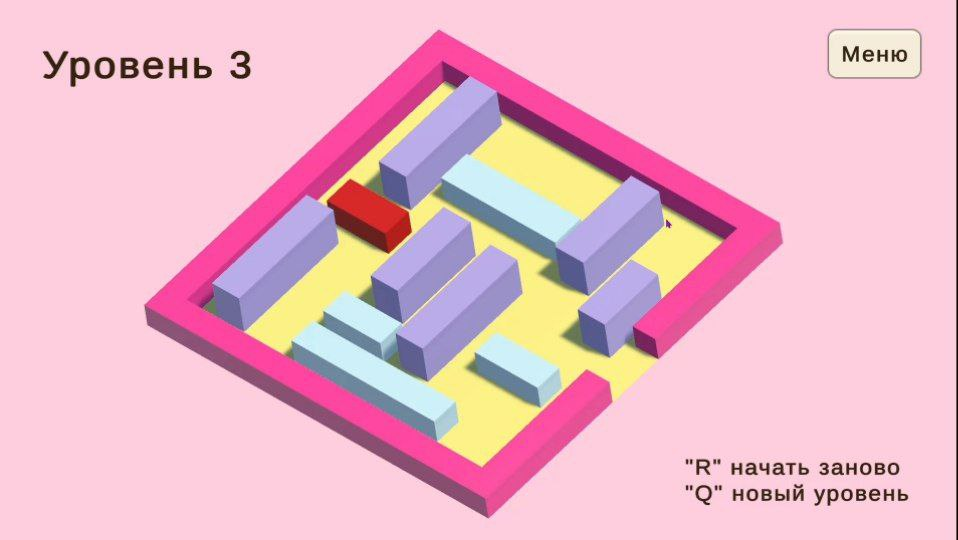 Уровень 3
Меню
"R" начать заново
"Q" новый уровень